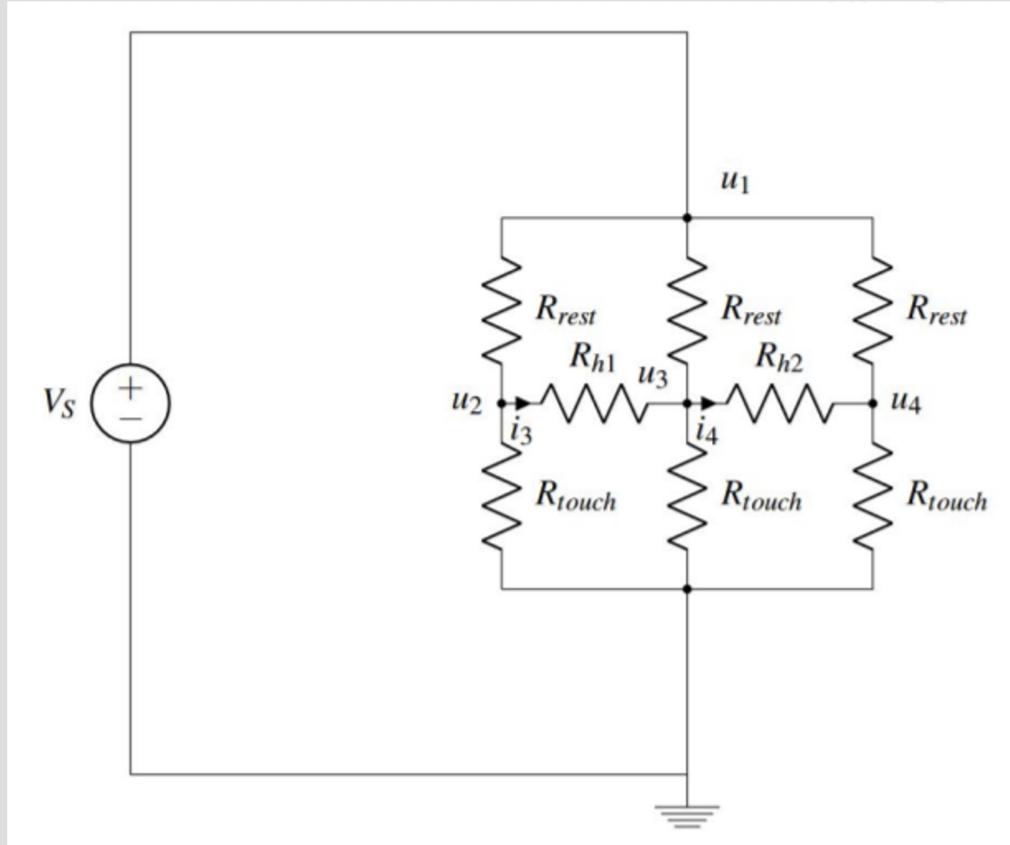 u1
Rrest Rrest Rrest
Rh1 u3 Rh2
VS + − u2 i3 i4 u4
Rtouch Rtouch Rtouch